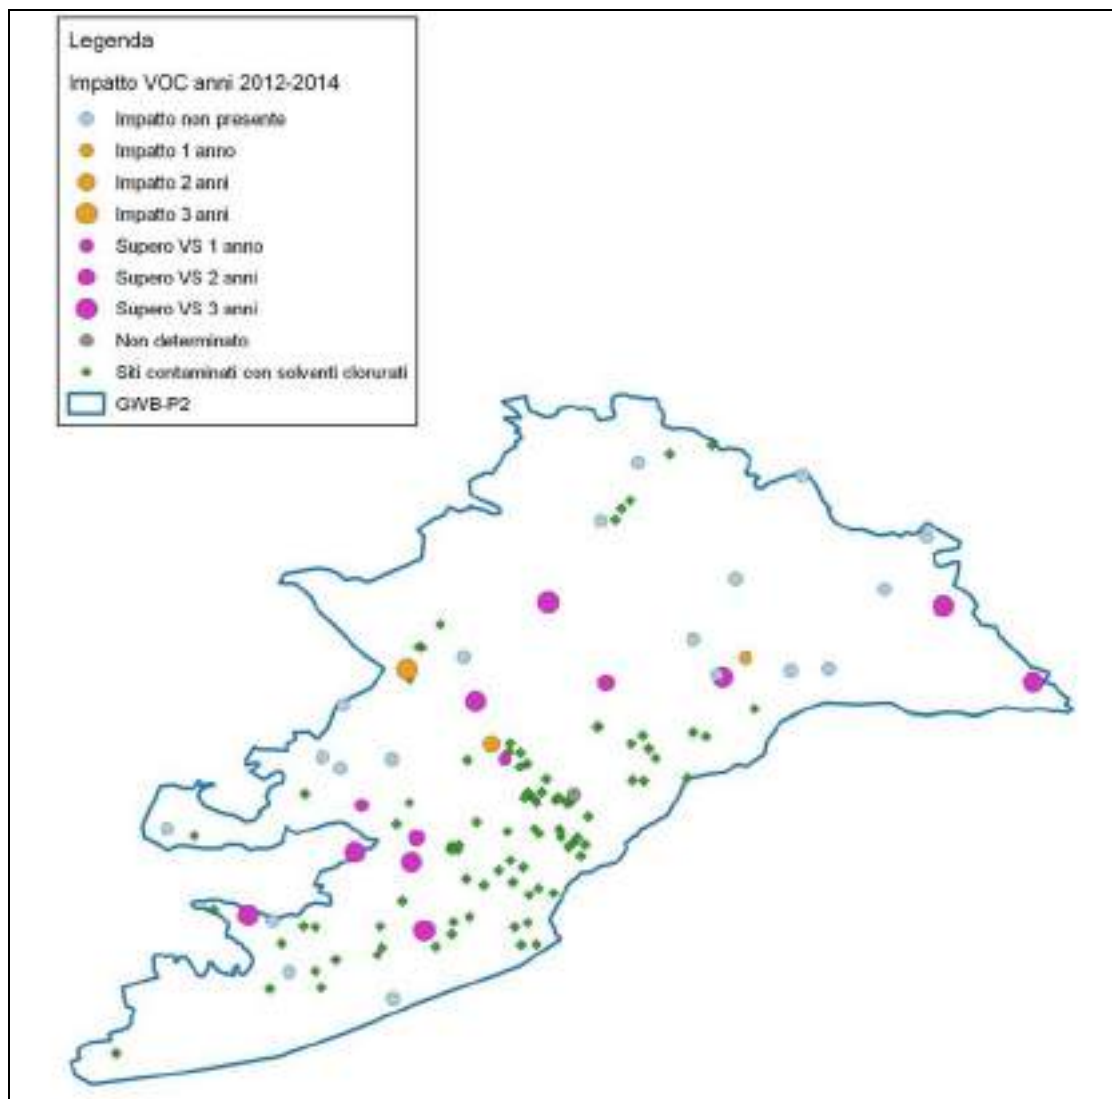 Legenda
Impatto VOC anni 2012-2014
Impatto non presente
Impatto 1 anno
Impatto 2 anni
Impatto 3 anni
Supero VS 1 anno
Supero VS 2 anni
Supero VS 3 anni
Non determinato
Siti contaminati con solventi clorurati
GWB-P2